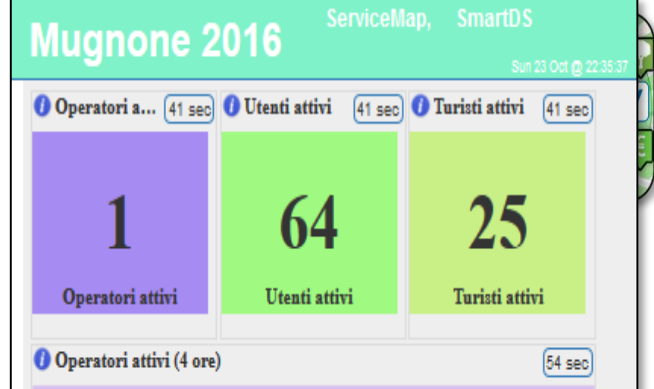 ServiceMap, SmartDS
Mugnone 2016
Sun 23 Oct @ 22:35:37
Operatori a... 41 sec Utenti attivi 41 sec Turisti attivi 41 sec
1 64 25
Operatori attivi Utenti attivi Turisti attivi
Operatori attivi (4 ore) 54 sec